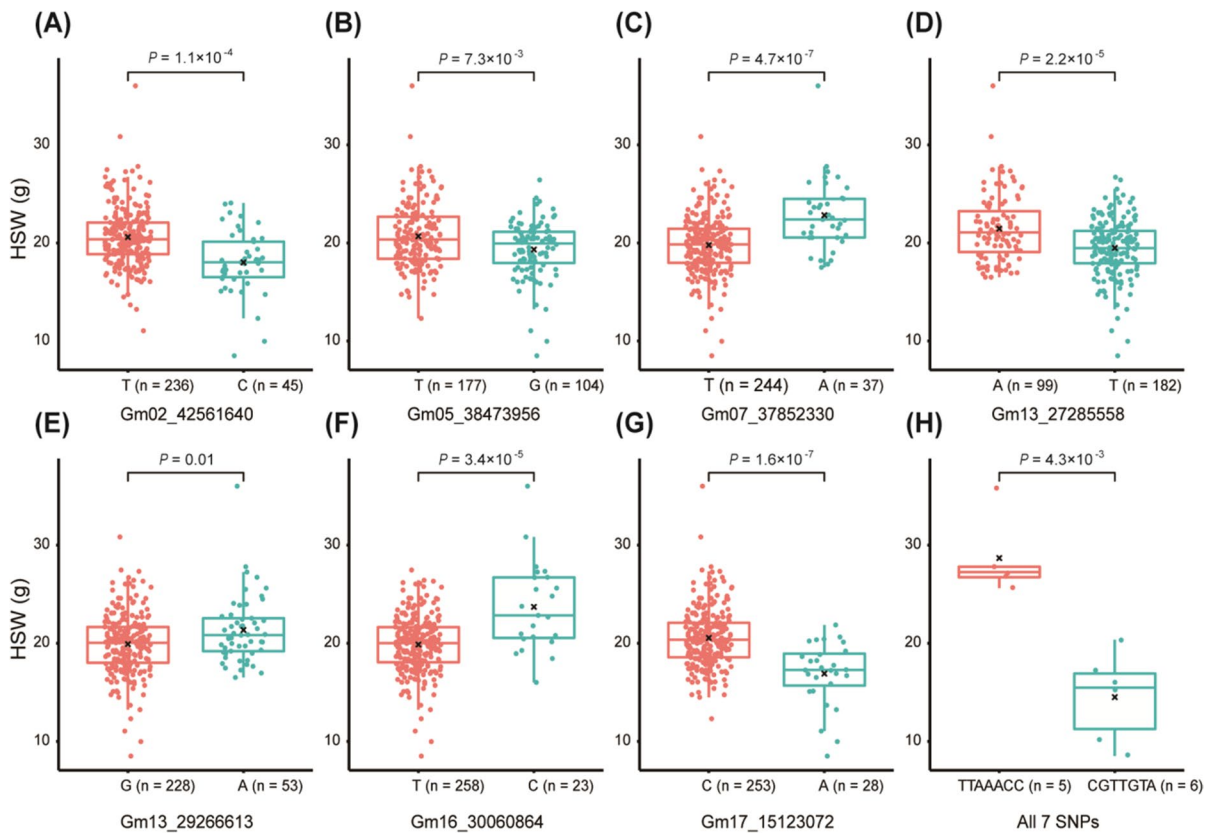 (A) (B) (C) (D)
P = 1.1×10-4 P = 7.3×10-3 P = 4.7×10-7 P = 2.2×10-5
HSW (g)
30 30 30 30
20 20 20 20
10 10 10 10
T (n = 236) C (n = 45) T (n = 177) G (n = 104) T (n = 244) A (n = 37) A (n = 99) T (n = 182)
Gm02_42561640 Gm05_38473956 Gm07_37852330 Gm13_27285558
(E) (F) (G) (H)
P = 0.01 P = 3.4×10-5 P = 1.6×10-7 P = 4.3×10-3
HSW (g)
30 30 30 30
20 20 20 20
10 10 10 10
G (n = 228) A (n = 53) T (n = 258) C (n = 23) C (n = 253) A (n = 28) TTAAACC (n = 5) CGTTGTA (n = 6)
Gm13_29266613 Gm16_30060864 Gm17_15123072 All 7 SNPs